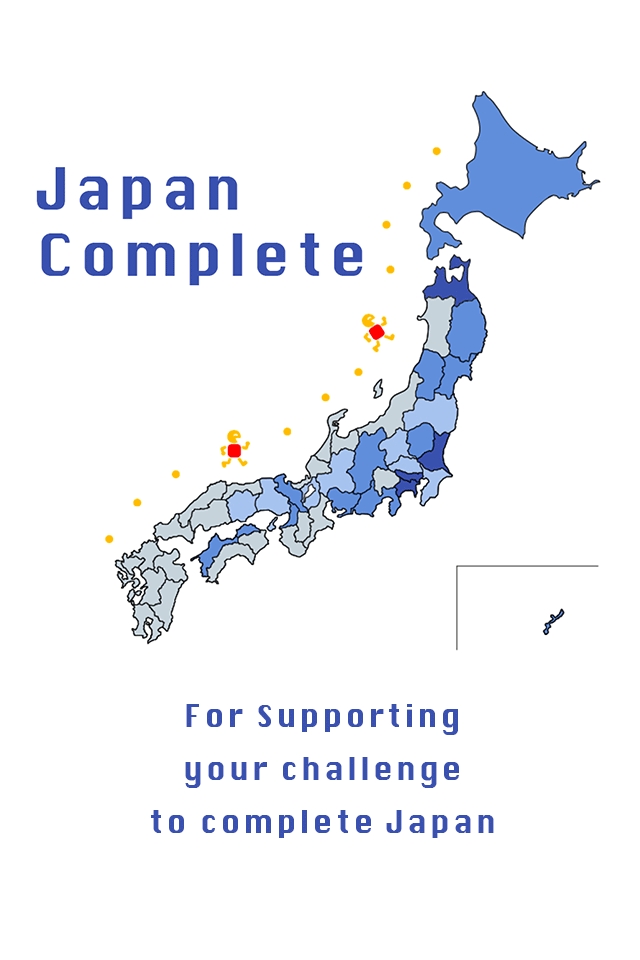 Japan
Complete
For Supporting
your challenge
to complete Japan